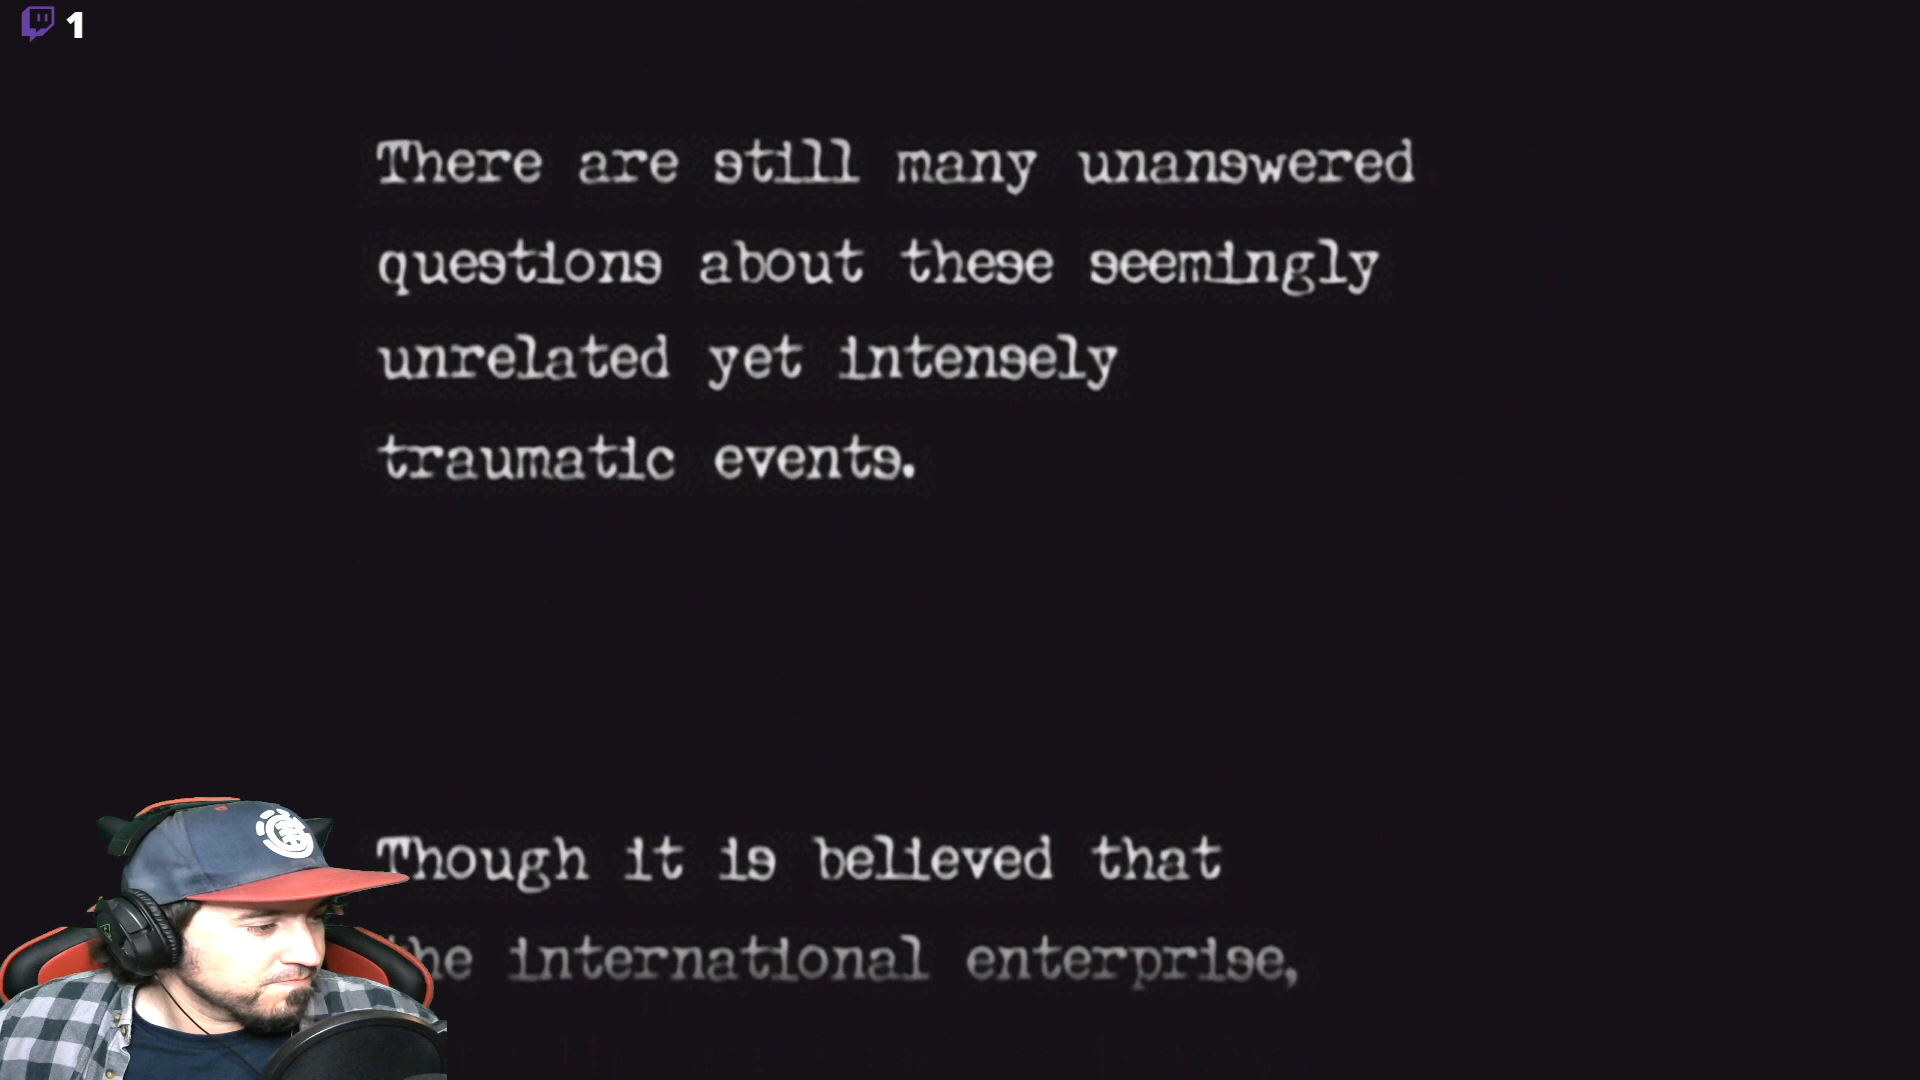 1
There are still many unanswered
questions about these seemingly
unrelated yet intensely
traumatic events.
Though it is believed that
the international enterprise,